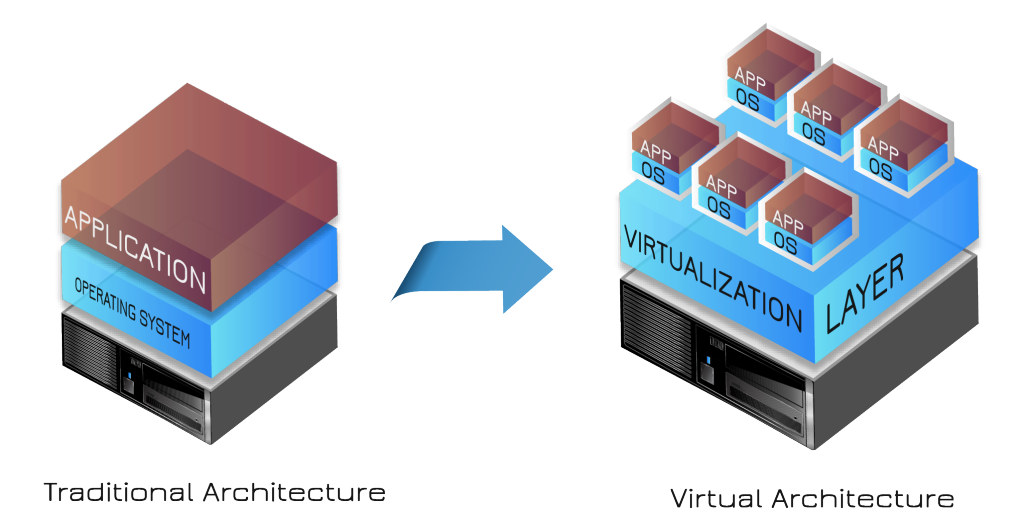 APPLICATION
OPERATING SYSTEM
Traditional Architecture
APP
OS
APP
OS
APP
OS
APP
OS
APP
OS
APP
OS
VIRTUALIZATION
LAYER
Virtual Architecture